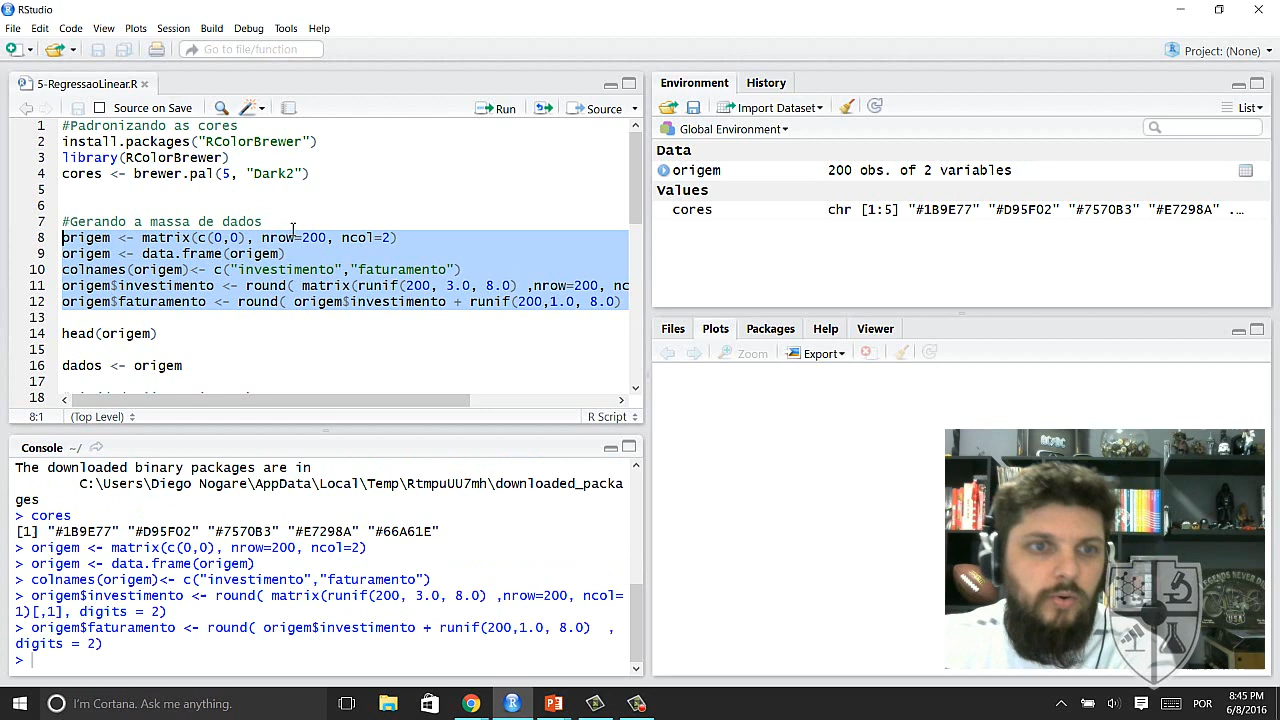 RStudio
File Edit Code View Plots Session Build Debug Tools Help
Go to file/function
Project: (None)
5-RegressaoLinear.R
Source on Save
Run
Source
1 #Padronizando as cores
2 install.packages("RColorBrewer")
3 library(RColorBrewer)
4 cores <- brewer.pal(5, "Dark2")
5
6
7 #Gerando a massa de dados
8 origem <- matrix(c(0,0), nrow=200, ncol=2)
9 origem <- data.frame(origem)
10 colnames(origem)<- c("investimento","faturamento")
11 origem$investimento <- round( matrix(runif(200, 3.0, 8.0) ,nrow=200, nc
12 origem$faturamento <- round( origem$investimento + runif(200,1.0, 8.0)
13
14 head(origem)
15
16 dados <- origem
17
18
8:1 (Top Level) R Script
Console ~/
The downloaded binary packages are in
C:\Users\Diego Nogare\AppData\Local\Temp\RtmpuUU7mh\downloaded_packa
ges
> cores
[1] "#1B9E77" "#D95F02" "#7570B3" "#E7298A" "#66A61E"
> origem <- matrix(c(0,0), nrow=200, ncol=2)
> origem <- data.frame(origem)
> colnames(origem)<- c("investimento","faturamento")
> origem$investimento <- round( matrix(runif(200, 3.0, 8.0) ,nrow=200, ncol=
1)[,1], digits = 2)
> origem$faturamento <- round( origem$investimento + runif(200,1.0, 8.0) ,
digits = 2)
>
Environment History
Import Dataset
List
Global Environment
Data
origem 200 obs. of 2 variables
Values
cores chr [1:5] "#1B9E77" "#D95F02" "#7570B3" "#E7298A" ...
Files Plots Packages Help Viewer
Zoom Export
I'm Cortana. Ask me anything.
POR
8:45 PM
6/8/2016